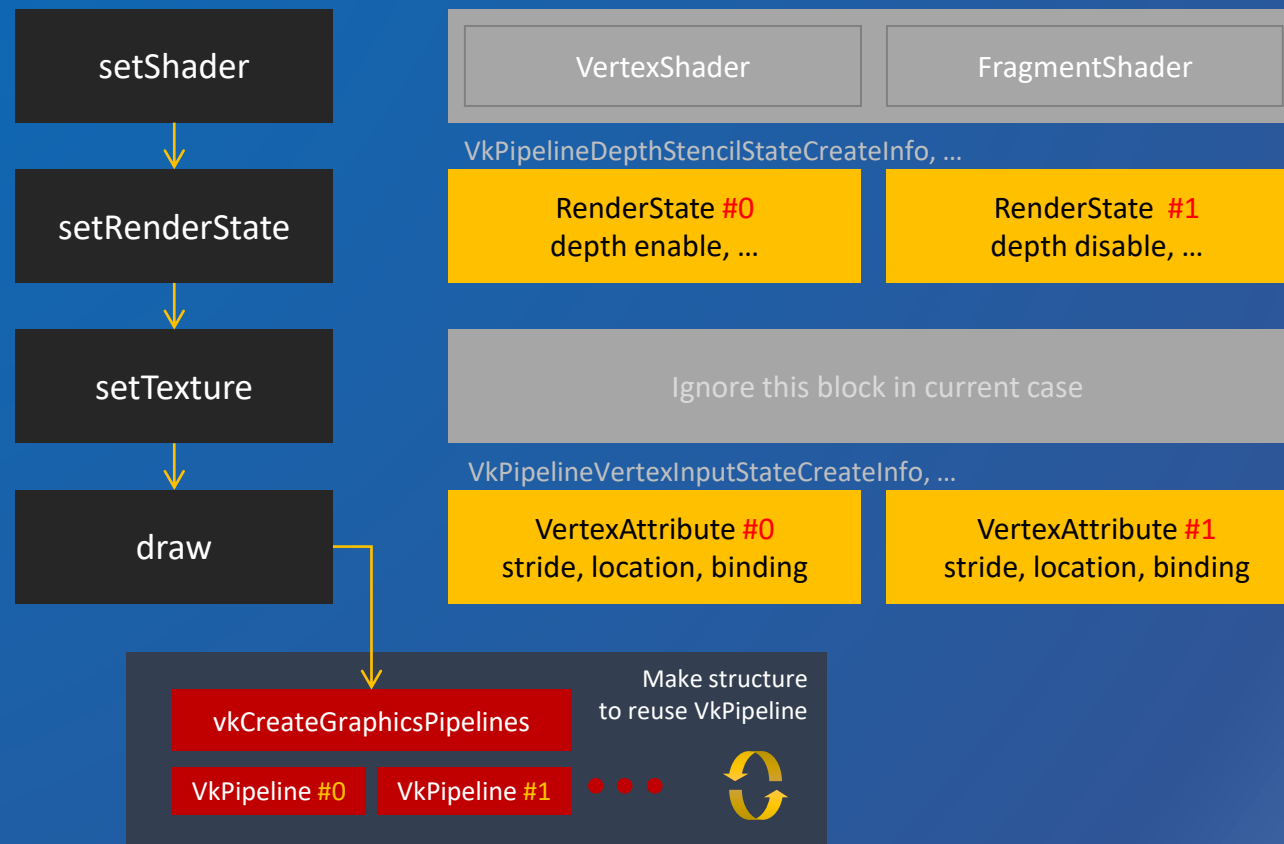 setShader
VertexShader
FragmentShader
VkPipelineDepthStencilStateCreateInfo, …
setRenderState
RenderState #0
depth enable, …
RenderState #1
depth disable, …
setTexture
Ignore this block in current case
VkPipelineVertexInputStateCreateInfo, …
draw
VertexAttribute #0
stride, location, binding
VertexAttribute #1
stride, location, binding
Make structure
to reuse VkPipeline
vkCreateGraphicsPipelines
VkPipeline #0
VkPipeline #1